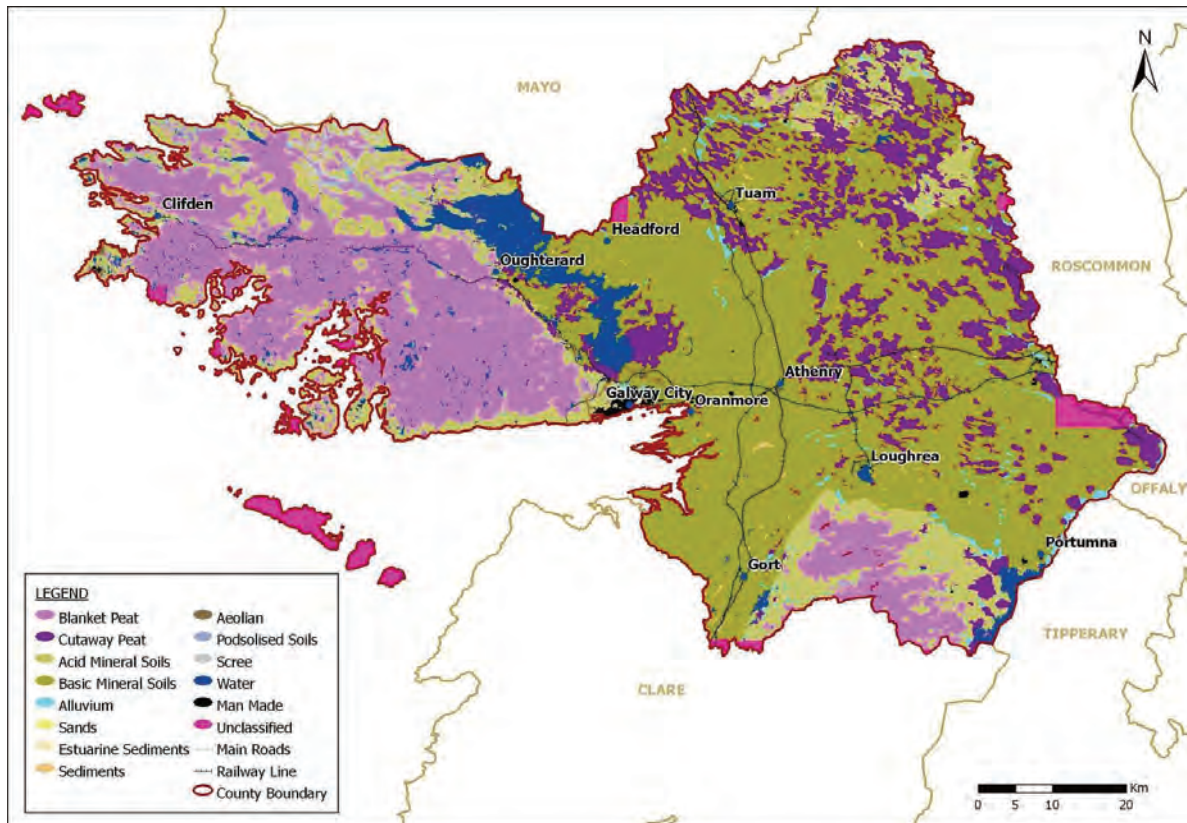 N
MAYO
Clifden
Tuam
Headford
Oughterard
ROSCOMMON
Athenry
Galway City
Oranmore
Loughrea
OFFALY
Portumna
Gort
TIPPERARY
CLARE
LEGEND
Blanket Peat
Cutaway Peat
Acid Mineral Soils
Basic Mineral Soils
Alluvium
Sands
Estuarine Sediments
Sediments
Aeolian
Podsolised Soils
Scree
Water
Man Made
Unclassified
Main Roads
Railway Line
County Boundary
Km
0 5 10 20